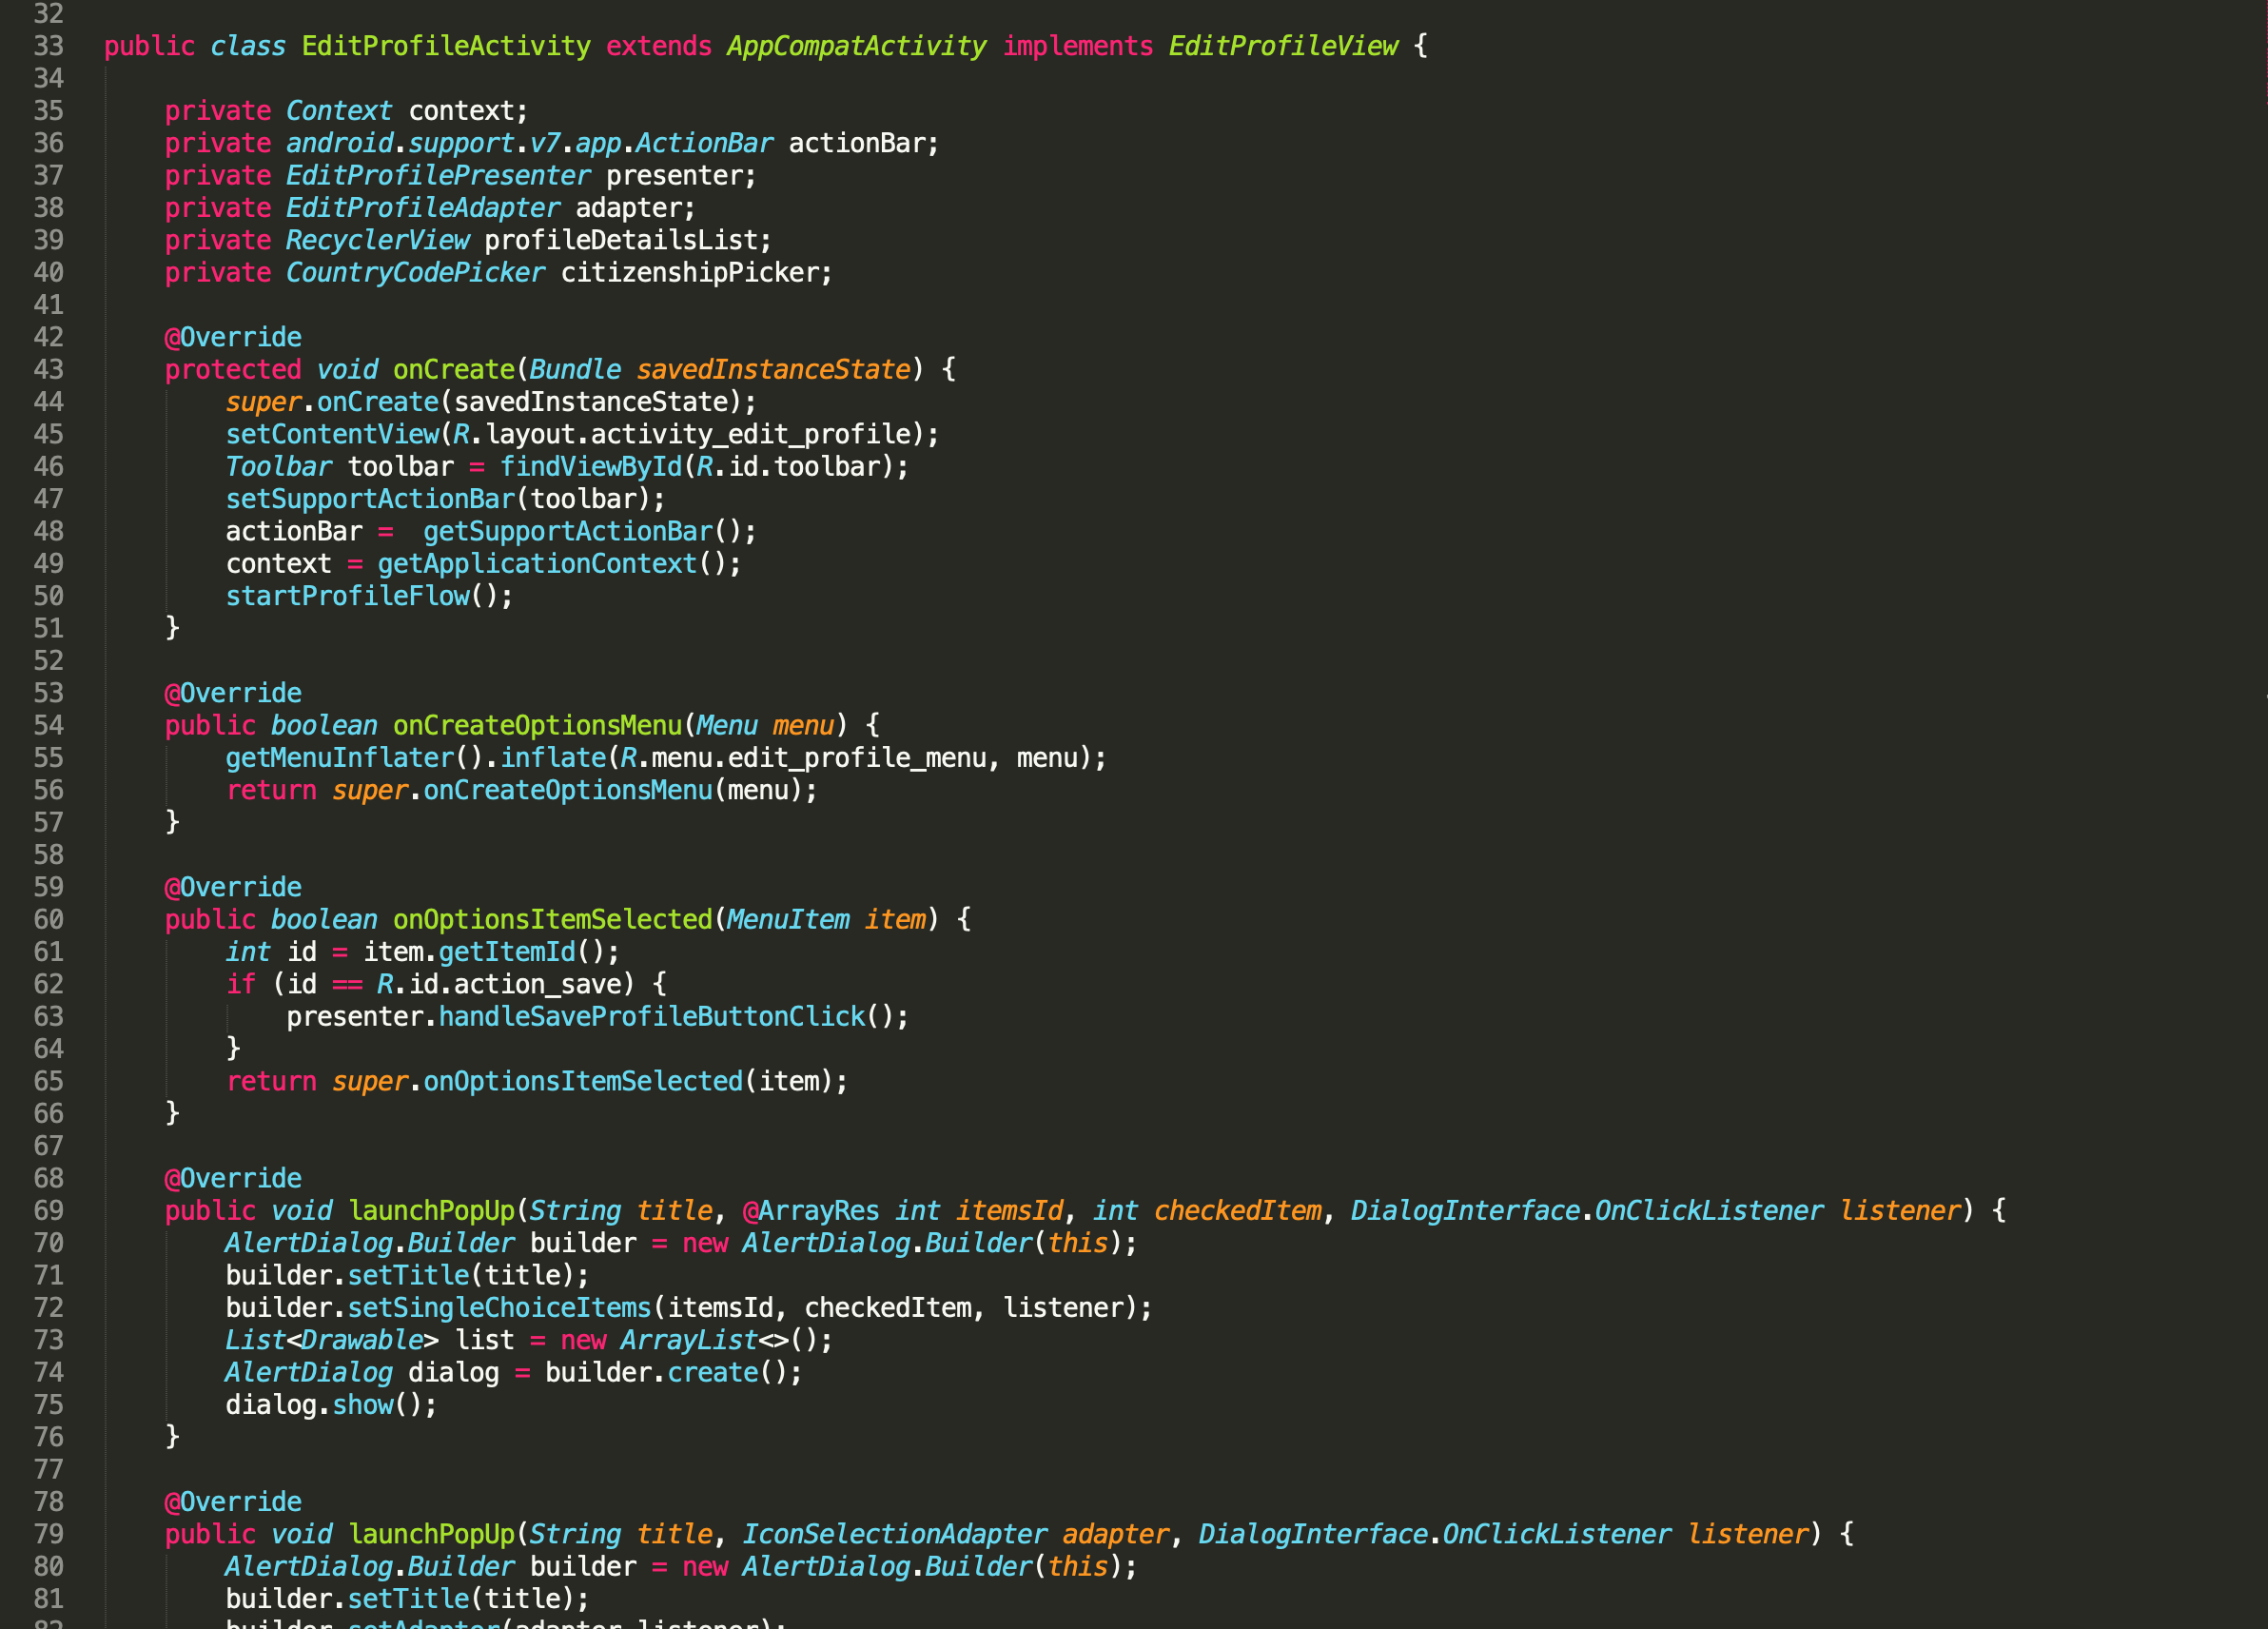 32
33 public class EditProfileActivity extends AppCompatActivity implements EditProfileView {
34
35     private Context context;
36     private android.support.v7.app.ActionBar actionBar;
37     private EditProfilePresenter presenter;
38     private EditProfileAdapter adapter;
39     private RecyclerView profileDetailsList;
40     private CountryCodePicker citizenshipPicker;
41
42     @Override
43     protected void onCreate(Bundle savedInstanceState) {
44         super.onCreate(savedInstanceState);
45         setContentView(R.layout.activity_edit_profile);
46         Toolbar toolbar = findViewById(R.id.toolbar);
47         setSupportActionBar(toolbar);
48         actionBar =  getSupportActionBar();
49         context = getApplicationContext();
50         startProfileFlow();
51     }
52
53     @Override
54     public boolean onCreateOptionsMenu(Menu menu) {
55         getMenuInflater().inflate(R.menu.edit_profile_menu, menu);
56         return super.onCreateOptionsMenu(menu);
57     }
58
59     @Override
60     public boolean onOptionsItemSelected(MenuItem item) {
61         int id = item.getItemId();
62         if (id == R.id.action_save) {
63             presenter.handleSaveProfileButtonClick();
64         }
65         return super.onOptionsItemSelected(item);
66     }
67
68     @Override
69     public void launchPopUp(String title, @ArrayRes int itemsId, int checkedItem, DialogInterface.OnClickListener listener) {
70         AlertDialog.Builder builder = new AlertDialog.Builder(this);
71         builder.setTitle(title);
72         builder.setSingleChoiceItems(itemsId, checkedItem, listener);
73         List<Drawable> list = new ArrayList<>();
74         AlertDialog dialog = builder.create();
75         dialog.show();
76     }
77
78     @Override
79     public void launchPopUp(String title, IconSelectionAdapter adapter, DialogInterface.OnClickListener listener) {
80         AlertDialog.Builder builder = new AlertDialog.Builder(this);
81         builder.setTitle(title);
82         builder.setAdapter(adapter,listener);